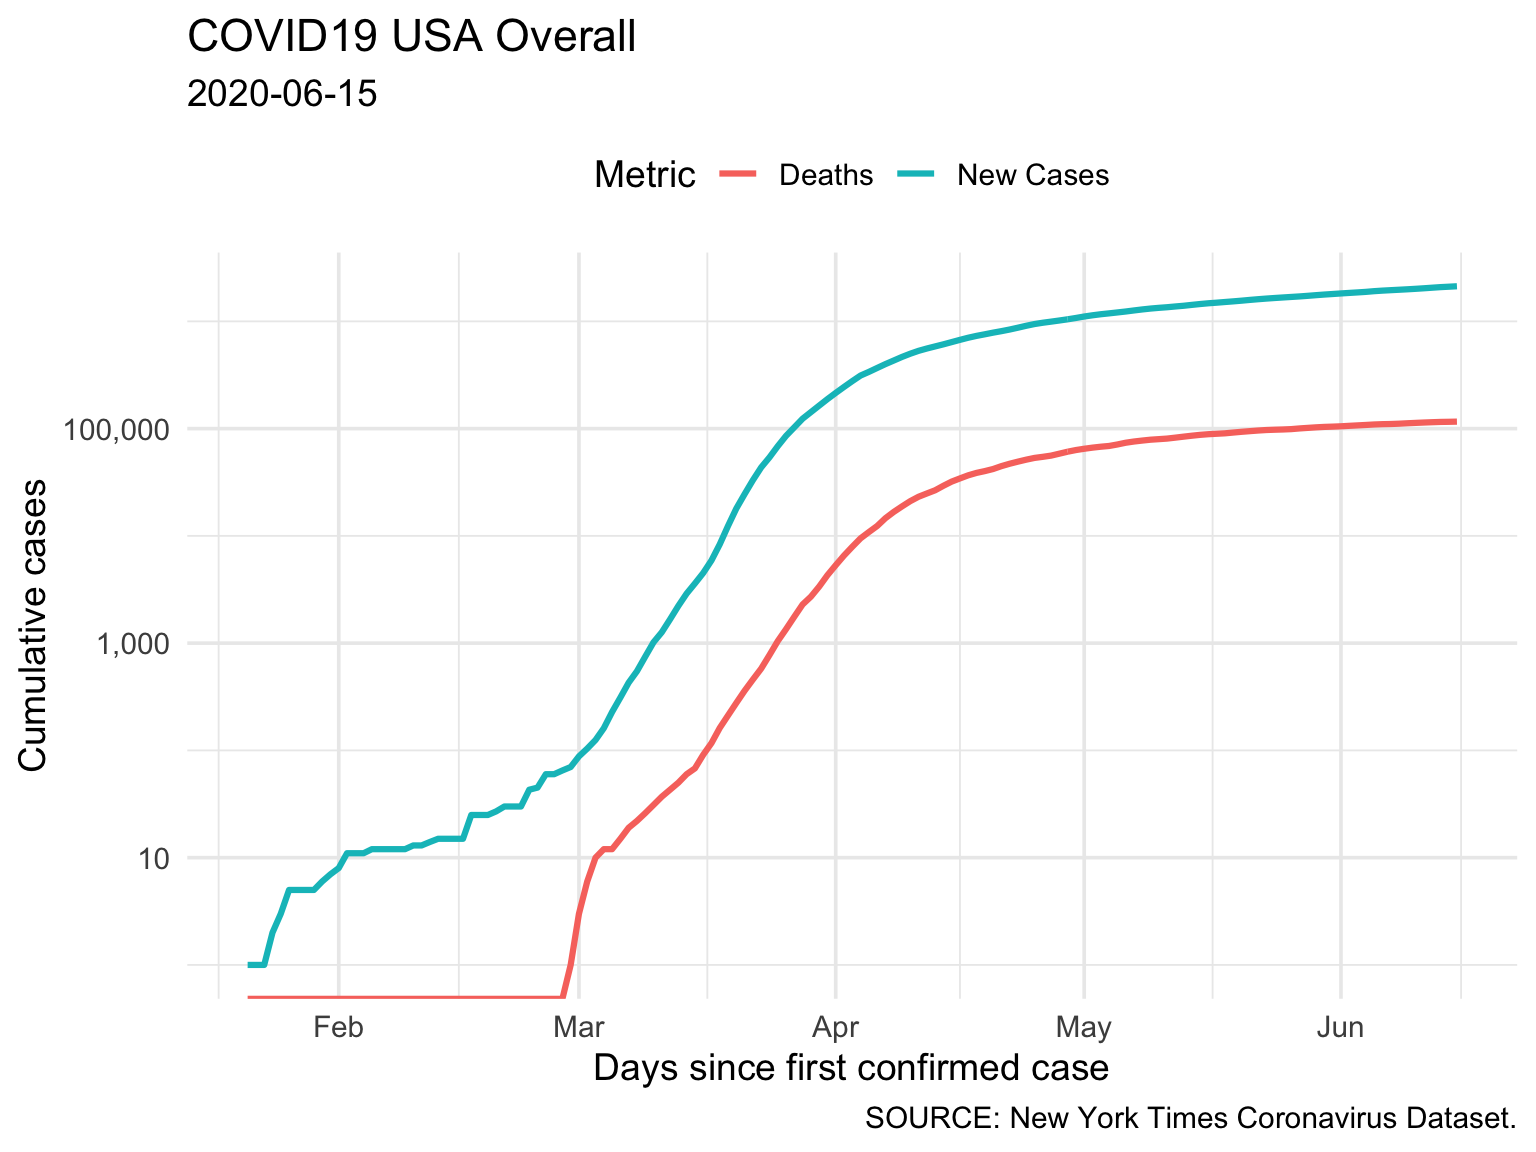 COVID19 USA Overall
2020-06-15
Metric Deaths New Cases
Cumulative cases
100,000
1,000
10
Feb Mar Apr May Jun
Days since first confirmed case
SOURCE: New York Times Coronavirus Dataset.